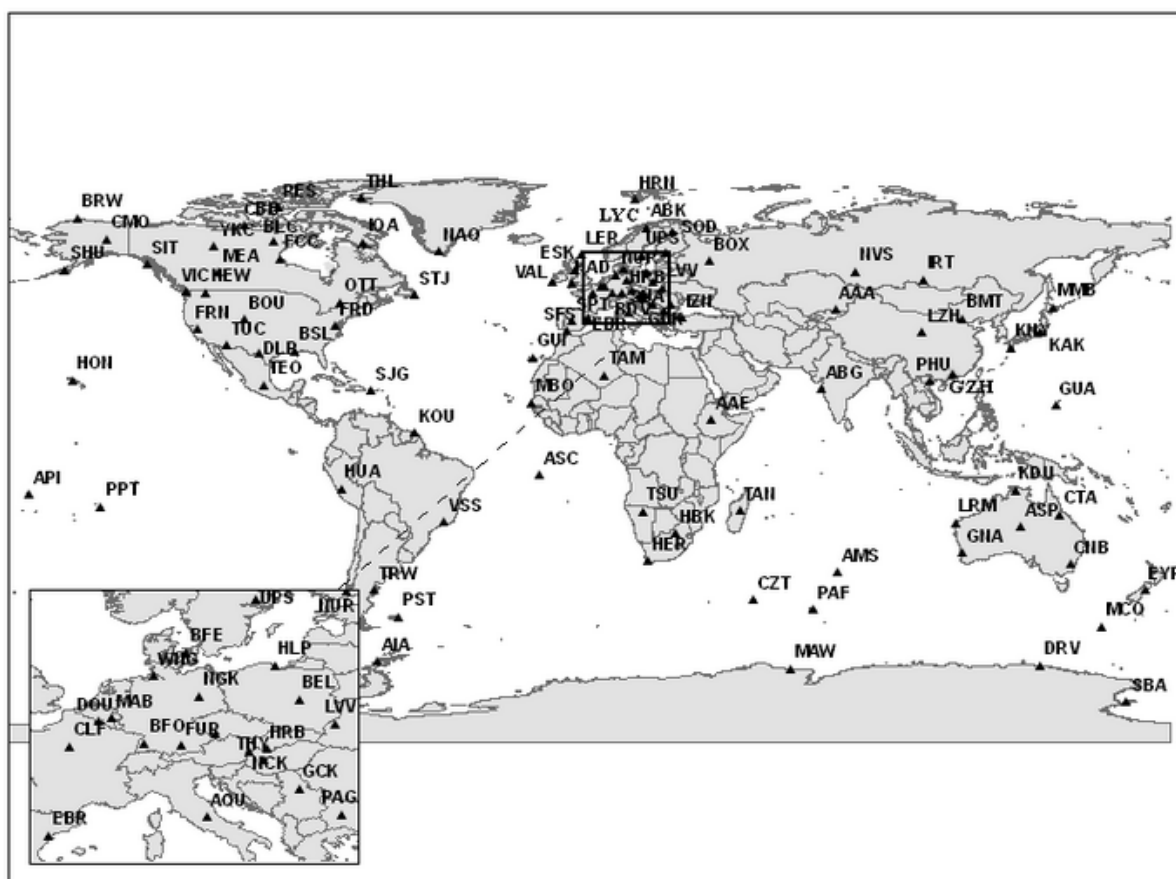 THL
HRN
RES
BRW
CBB
LYC
ABK
CMO
YKC
BLC
IQA
NAQ
LER
UPS
SOD
BOX
SHU
SIT
MEA
FCC
STJ
ESK
VAL
HAD
LVV
NVS
IRT
VIC
NEW
OTT
FRN
BOU
FRD
SFS
SPT
EBR
AAA
LZH
BMT
MMB
TUC
DLR
BSL
GUI
TAM
KNY
KAK
HON
TEO
SJG
MBO
ABG
PHU
GZH
GUA
KOU
AAE
API
PPT
HUA
ASC
VSS
TSU
TAN
HBK
KDU
CTA
LRM
ASP
GNA
HER
CNB
AMS
EYR
TRW
PST
CZT
PAF
MCQ
AIA
MAW
DRV
SBA
UPS
NUR
BFE
HLP
WNG
NGK
BEL
DOU
MAB
LVV
CLF
BFO
FUR
HRB
THY
NCK
GCK
PAG
AQU
EBR